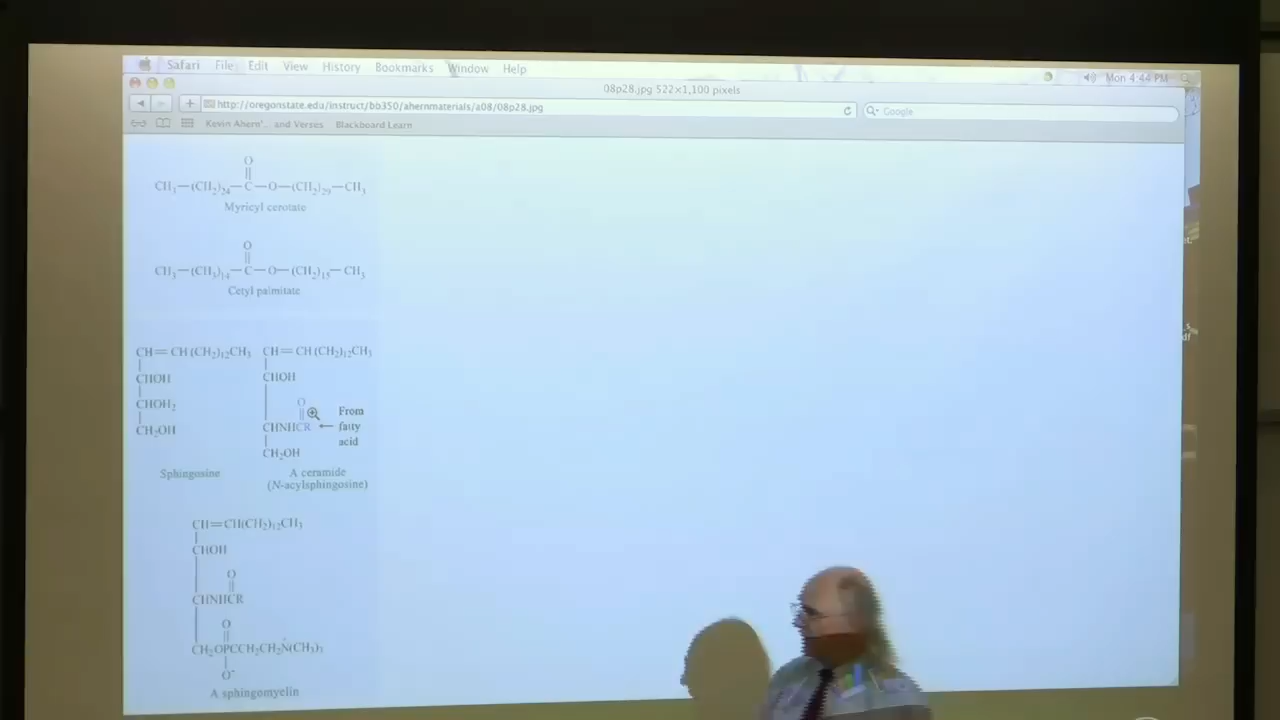 Safari File Edit View History Bookmarks Window Help Mon 4:44 PM
08p28.jpg 522×1,100 pixels
http://oregonstate.edu/instruct/bb350/ahernmaterials/a08/08p28.jpg Google
Kevin Ahern'... and Verses Blackboard Learn
O
CH₃—(CH₂)₂₄—C—O—(CH₂)₂₉—CH₃
Myricyl cerotate
O
CH₃—(CH₂)₁₄—C—O—(CH₂)₁₅—CH₃
Cetyl palmitate
CH=CH(CH₂)₁₂CH₃ CH=CH(CH₂)₁₂CH₃
CHOH CHOH
CHOH₂ O From
CH₂OH CHNHCR ← fatty
acid
CH₂OH
Sphingosine A ceramide
(N-acylsphingosine)
CH=CH(CH₂)₁₂CH₃
CHOH
O
CHNHCR
O
CH₂OPCCH₂CH₂N⁺(CH₃)₃
O⁻
A sphingomyelin
df